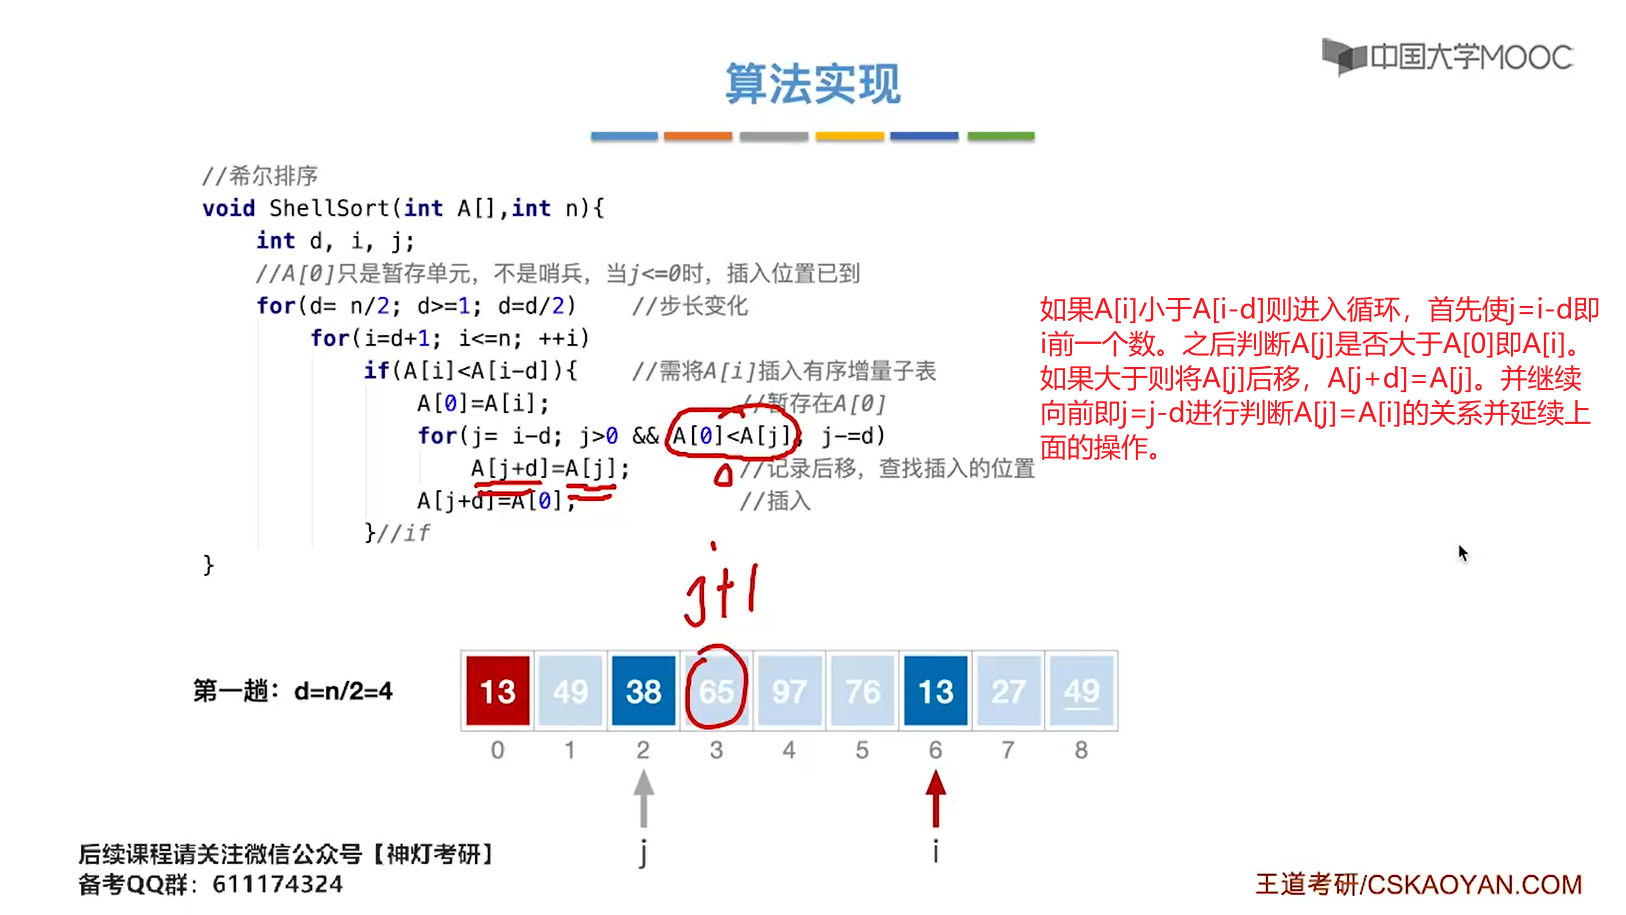 中国大学MOOC
算法实现
//希尔排序
void ShellSort(int A[],int n){
int d, i, j;
//A[0]只是暂存单元，不是哨兵，当j<=0时，插入位置已到
for(d= n/2; d>=1; d=d/2) //步长变化
for(i=d+1; i<=n; ++i)
if(A[i]<A[i-d]){ //需将A[i]插入有序增量子表
A[0]=A[i]; //暂存在A[0]
for(j= i-d; j>0 && A[0]<A[j]; j-=d)
A[j+d]=A[j]; //记录后移，查找插入的位置
A[j+d]=A[0]; //插入
}//if
}
如果A[i]小于A[i-d]则进入循环，首先使j=i-d即
i前一个数。之后判断A[j]是否大于A[0]即A[i]。
如果大于则将A[j]后移，A[j+d]=A[j]。并继续
向前即j=j-d进行判断A[j]=A[i]的关系并延续上
面的操作。
j+1
第一趟：d=n/2=4
13 49 38 65 97 76 13 27 49
0 1 2 3 4 5 6 7 8
j i
后续课程请关注微信公众号【神灯考研】
备考QQ群：611174324
王道考研/CSKAOYAN.COM